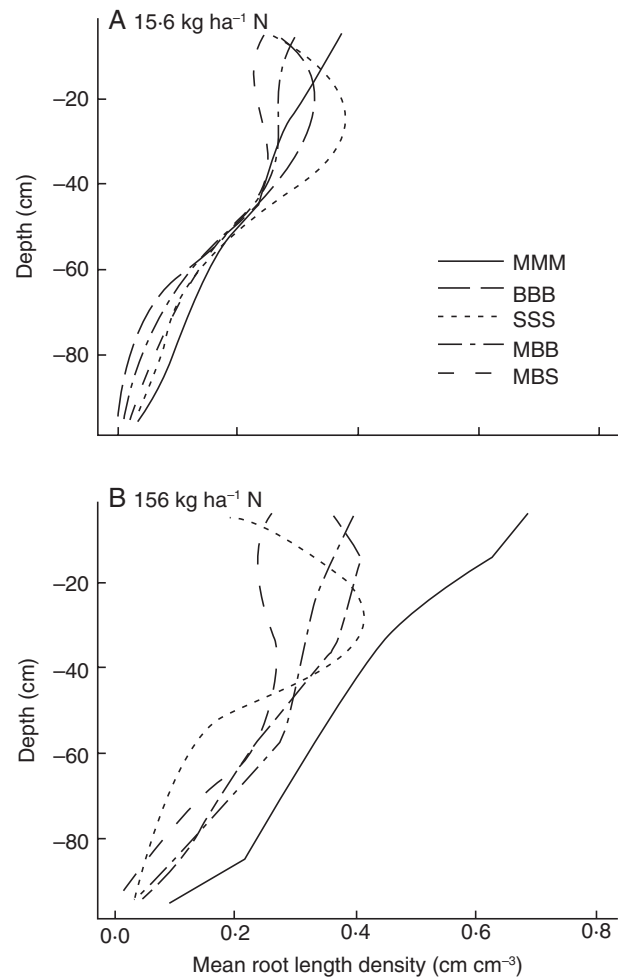 A 15·6 kg ha⁻¹ N
−20
−40
−60
−80
Depth (cm)
MMM
BBB
SSS
MBB
MBS
B 156 kg ha⁻¹ N
−20
−40
−60
−80
Depth (cm)
0·0 0·2 0·4 0·6 0·8
Mean root length density (cm cm⁻³)